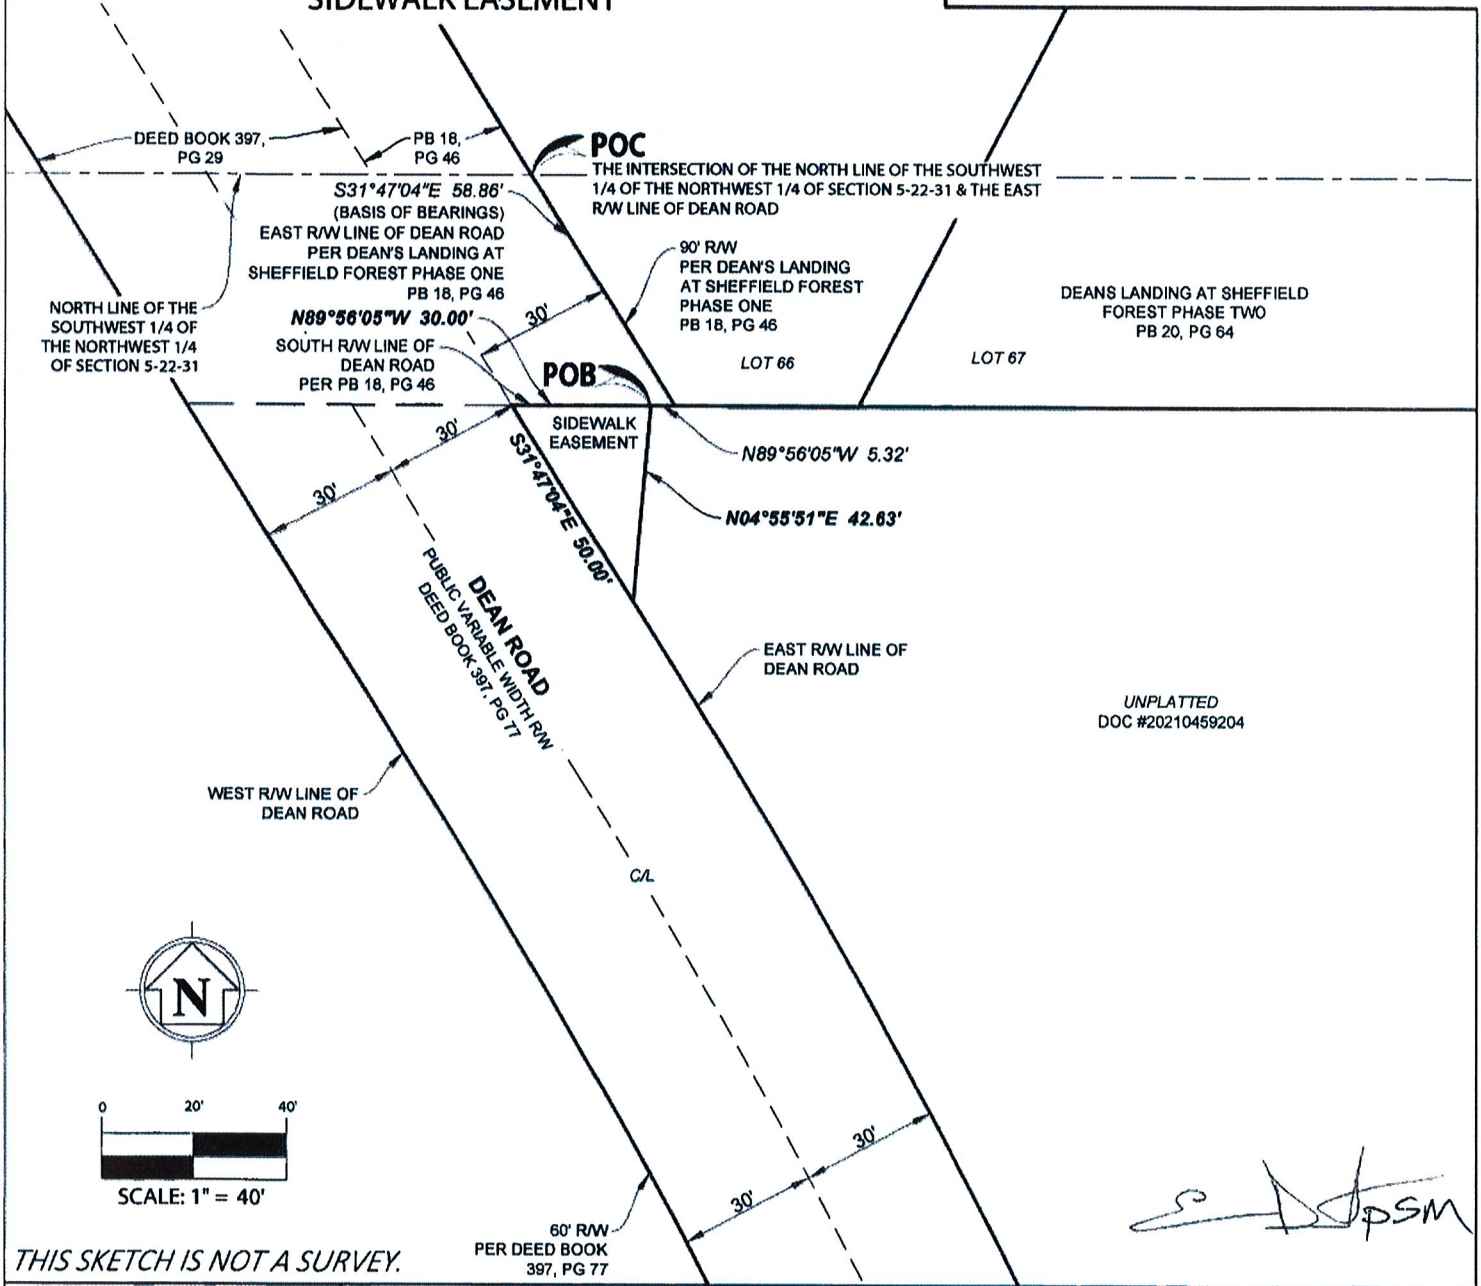 SIDEWALK EASEMENT
DEED BOOK 397,
PG 29
PB 18,
PG 46
POC
THE INTERSECTION OF THE NORTH LINE OF THE SOUTHWEST
1/4 OF THE NORTHWEST 1/4 OF SECTION 5-22-31 & THE EAST
R/W LINE OF DEAN ROAD
S31°47'04"E 58.86'
(BASIS OF BEARINGS)
EAST R/W LINE OF DEAN ROAD
PER DEAN'S LANDING AT
SHEFFIELD FOREST PHASE ONE
PB 18, PG 46
90' R/W
PER DEAN'S LANDING
AT SHEFFIELD FOREST
PHASE ONE
PB 18, PG 46
NORTH LINE OF THE
SOUTHWEST 1/4 OF
THE NORTHWEST 1/4
OF SECTION 5-22-31
N89°56'05"W 30.00'
30'
SOUTH R/W LINE OF
DEAN ROAD
PER PB 18, PG 46
DEANS LANDING AT SHEFFIELD
FOREST PHASE TWO
PB 20, PG 64
LOT 66
LOT 67
POB
SIDEWALK
EASEMENT
30'
30'
N89°56'05"W 5.32'
S31°47'04"E 50.00'
N04°55'51"E 42.63'
DEAN ROAD
PUBLIC VARIABLE WIDTH R/W
DEED BOOK 397, PG 77
EAST R/W LINE OF
DEAN ROAD
UNPLATTED
DOC #20210459204
WEST R/W LINE OF
DEAN ROAD
C/L
N
0 20' 40'
SCALE: 1" = 40'
30'
30'
60' R/W
PER DEED BOOK
397, PG 77
PSM
THIS SKETCH IS NOT A SURVEY.